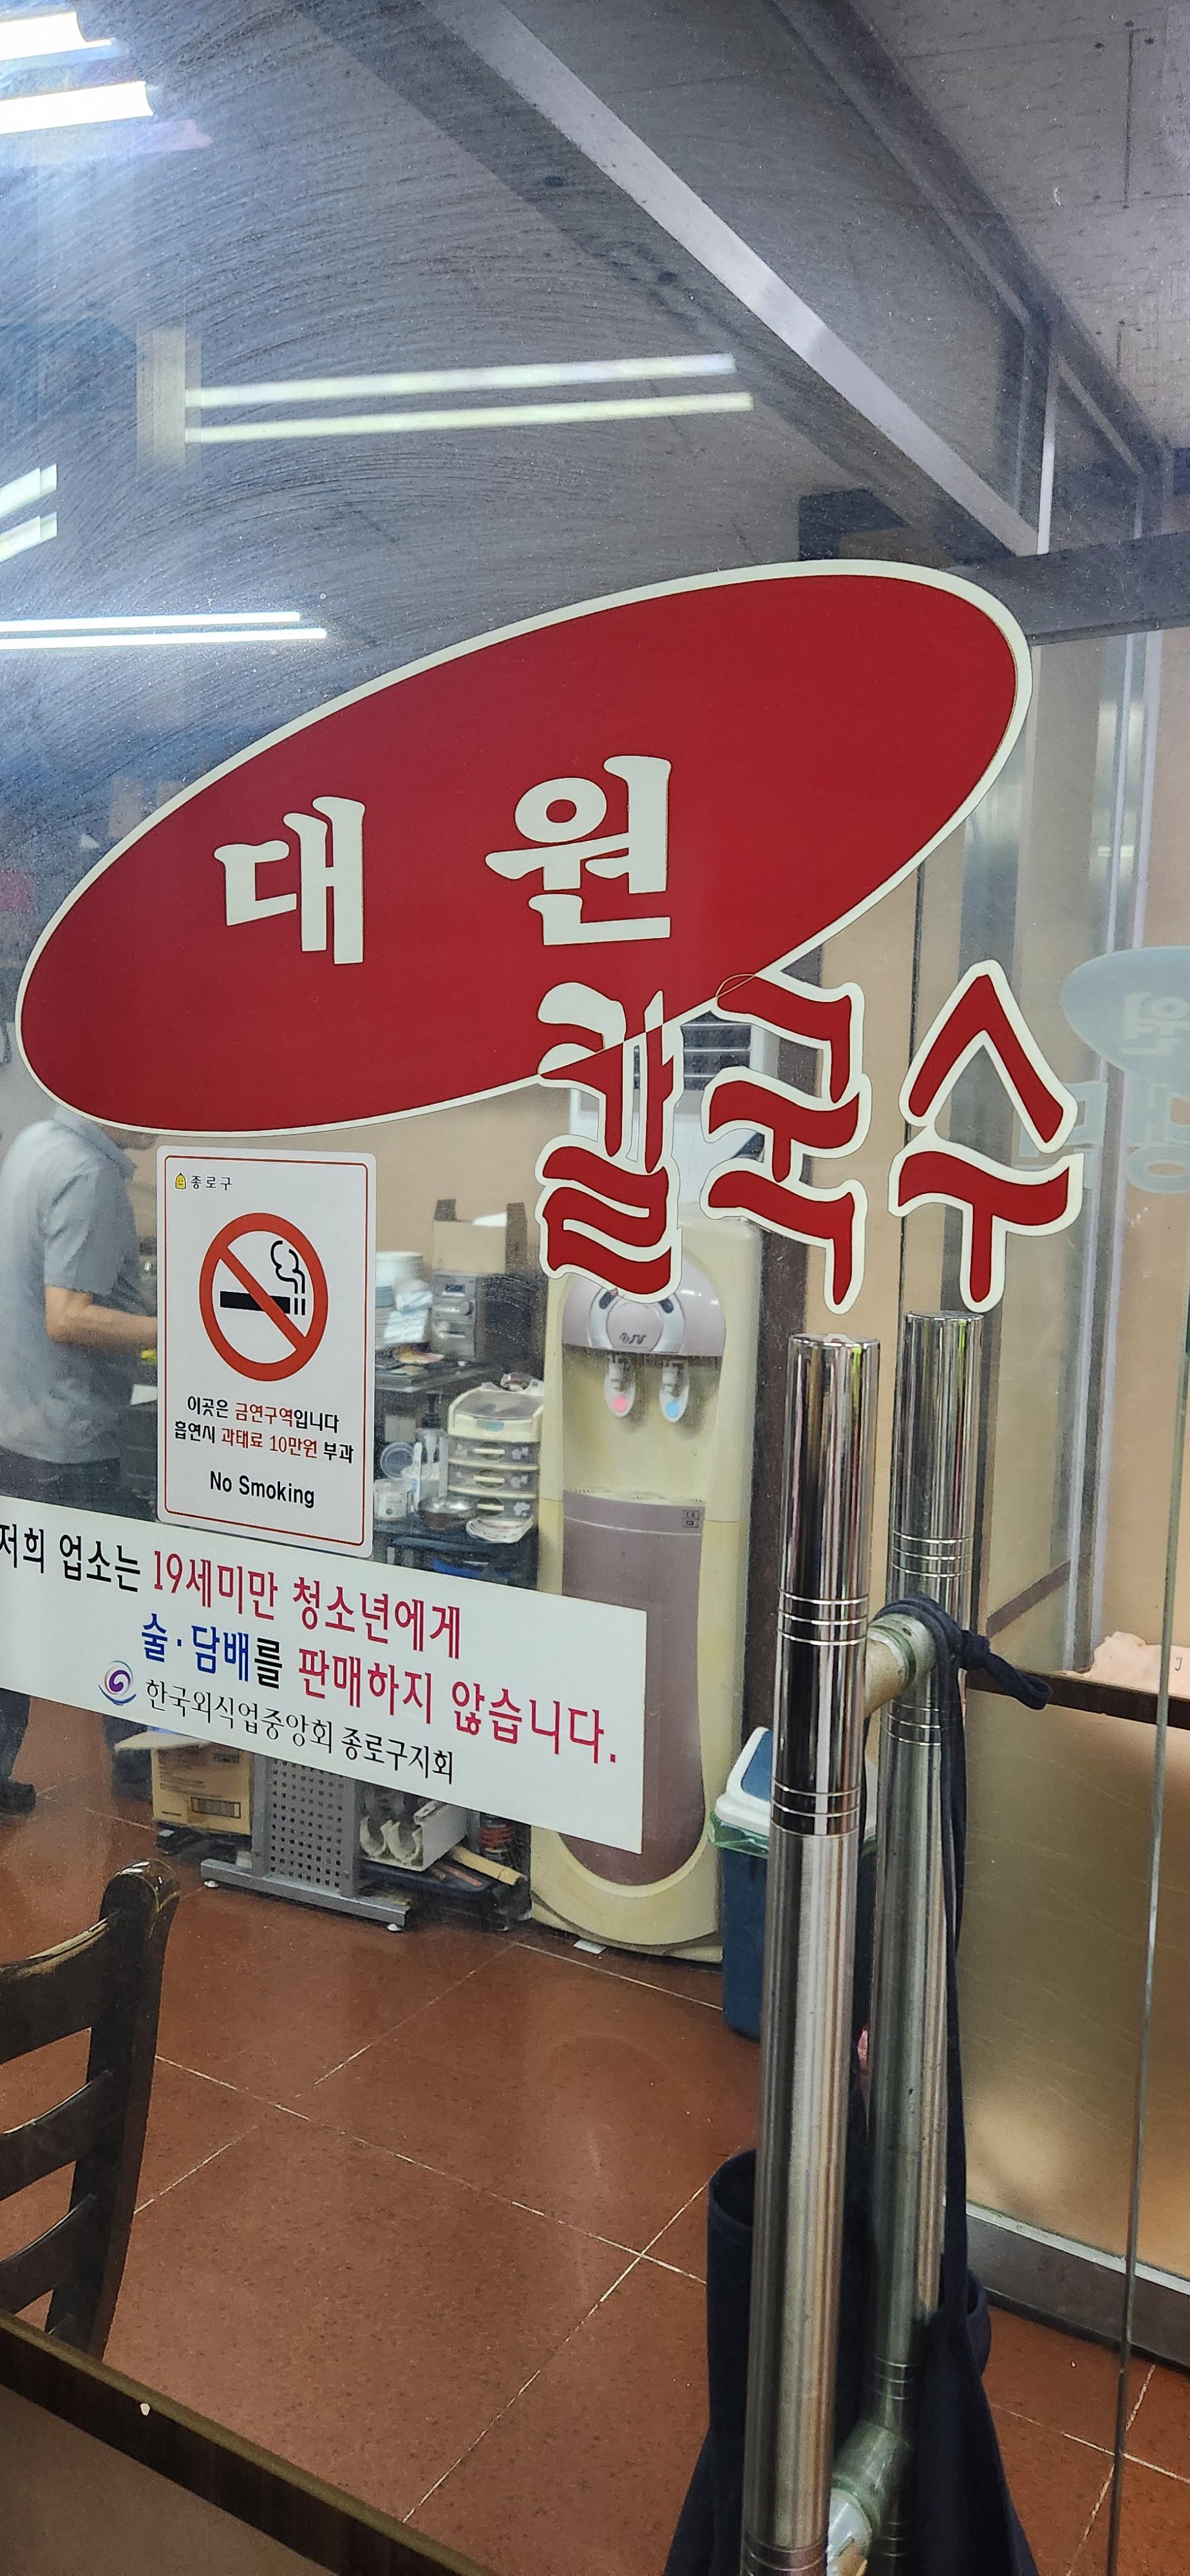 대 원
칼국수
종로구
이곳은 금연구역입니다
흡연시 과태료 10만원 부과
No Smoking
저희 업소는 19세미만 청소년에게
술·담배를 판매하지 않습니다.
한국외식업중앙회 종로구지회